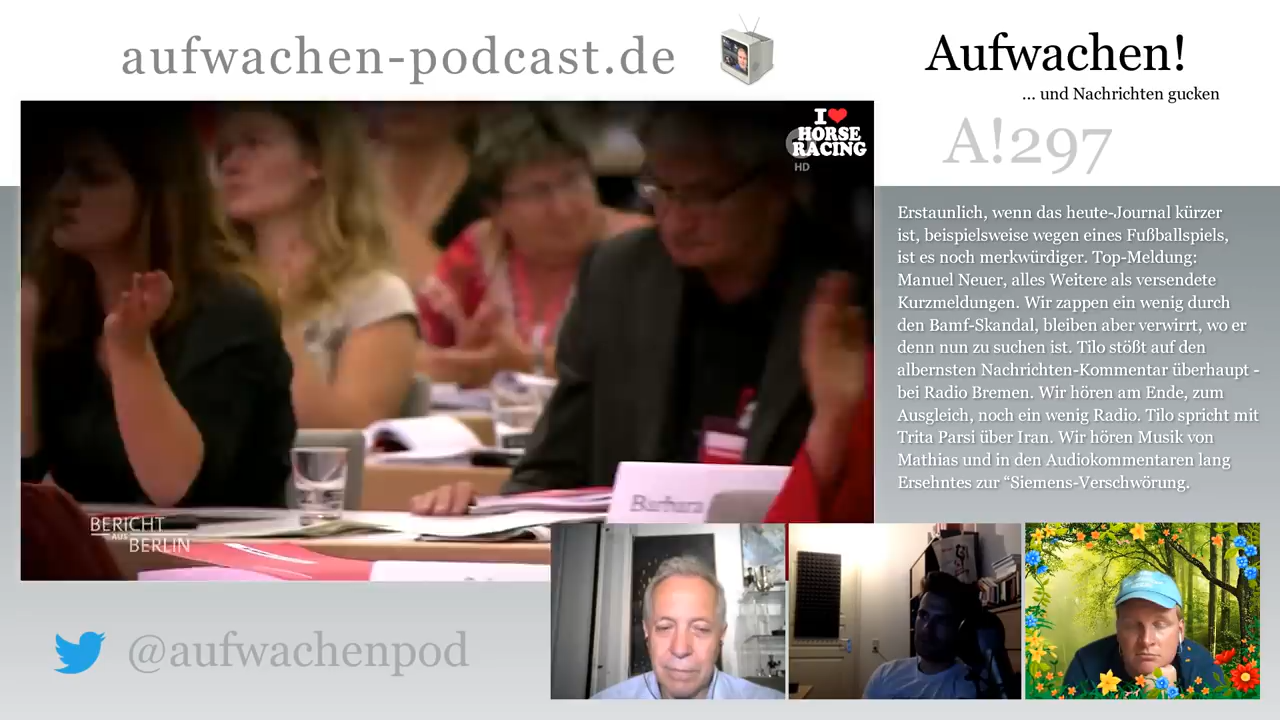 aufwachen-podcast.de
Aufwachen!
... und Nachrichten gucken
A!297
I
HORSE
RACING
HD
Erstaunlich, wenn das heute-Journal kürzer
ist, beispielsweise wegen eines Fußballspiels,
ist es noch merkwürdiger. Top-Meldung:
Manuel Neuer, alles Weitere als versendete
Kurzmeldungen. Wir zappen ein wenig durch
den Bamf-Skandal, bleiben aber verwirrt, wo er
denn nun zu suchen ist. Tilo stößt auf den
albernsten Nachrichten-Kommentar überhaupt -
bei Radio Bremen. Wir hören am Ende, zum
Ausgleich, noch ein wenig Radio. Tilo spricht mit
Trita Parsi über Iran. Wir hören Musik von
Mathias und in den Audiokommentaren lang
Ersehntes zur “Siemens-Verschwörung.
Barbara
BERICHT
AUS
BERLIN
@aufwachenpod